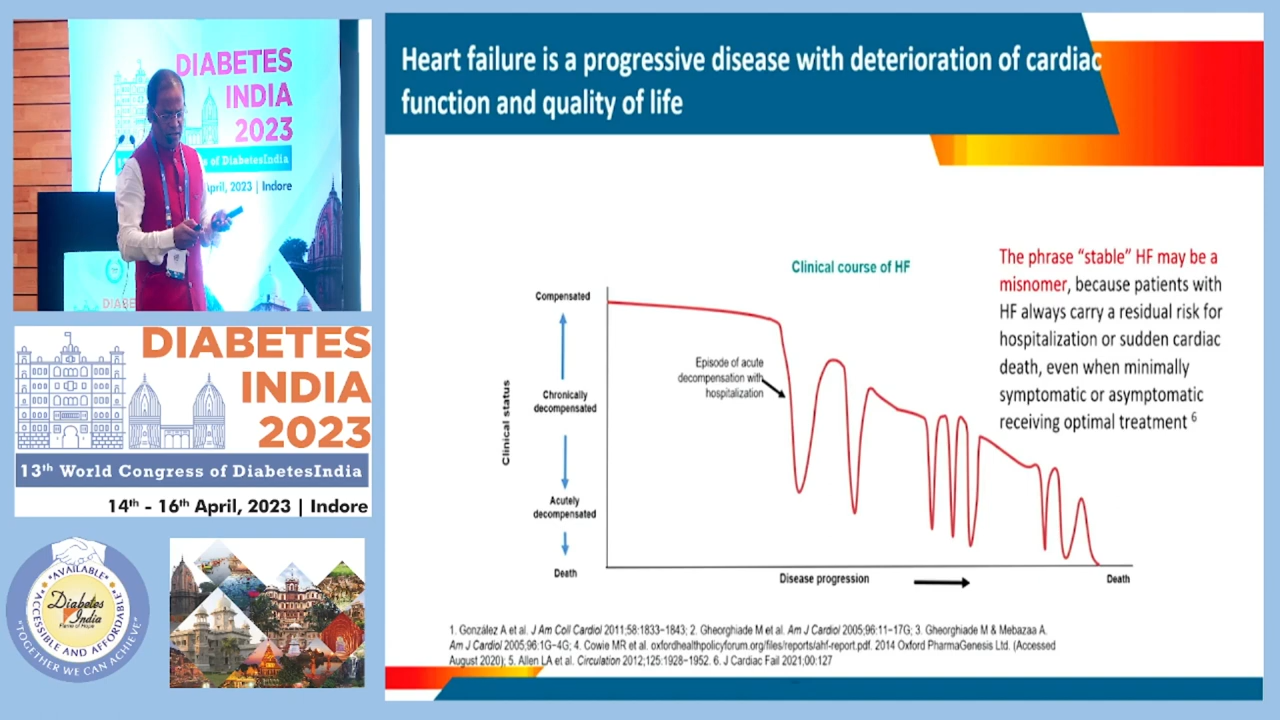 DIABETES
INDIA
2023
s of DiabetesIndia
April, 2023 | Indore
DIABE
DIABETES
INDIA
2023
13th World Congress of DiabetesIndia
14th - 16th April, 2023 | Indore
"AVAILABLE"
"ACCESSIBLE AND AFFORDABLE"
Diabetes
India
"TOGETHER WE CAN ACHIEVE"
Heart failure is a progressive disease with deterioration of cardiac
function and quality of life
Clinical course of HF
Clinical status
Compensated
Chronically
decompensated
Acutely
decompensated
Death
Episode of acute
decompensation with
hospitalization
Disease progression
Death
The phrase “stable” HF may be a
misnomer, because patients with
HF always carry a residual risk for
hospitalization or sudden cardiac
death, even when minimally
symptomatic or asymptomatic
receiving optimal treatment 6
1. González A et al. J Am Coll Cardiol 2011;58:1833–1843; 2. Gheorghiade M et al. Am J Cardiol 2005;96:11–17G; 3. Gheorghiade M & Mebazaa A.
Am J Cardiol 2005;96:1G–4G; 4. Cowie MR et al. oxfordhealthpolicyforum.org/files/reports/ahf-report.pdf. 2014 Oxford PharmaGenesis Ltd. (Accessed
August 2020); 5. Allen LA et al. Circulation 2012;125:1928–1952. 6. J Cardiac Fail 2021;00:127